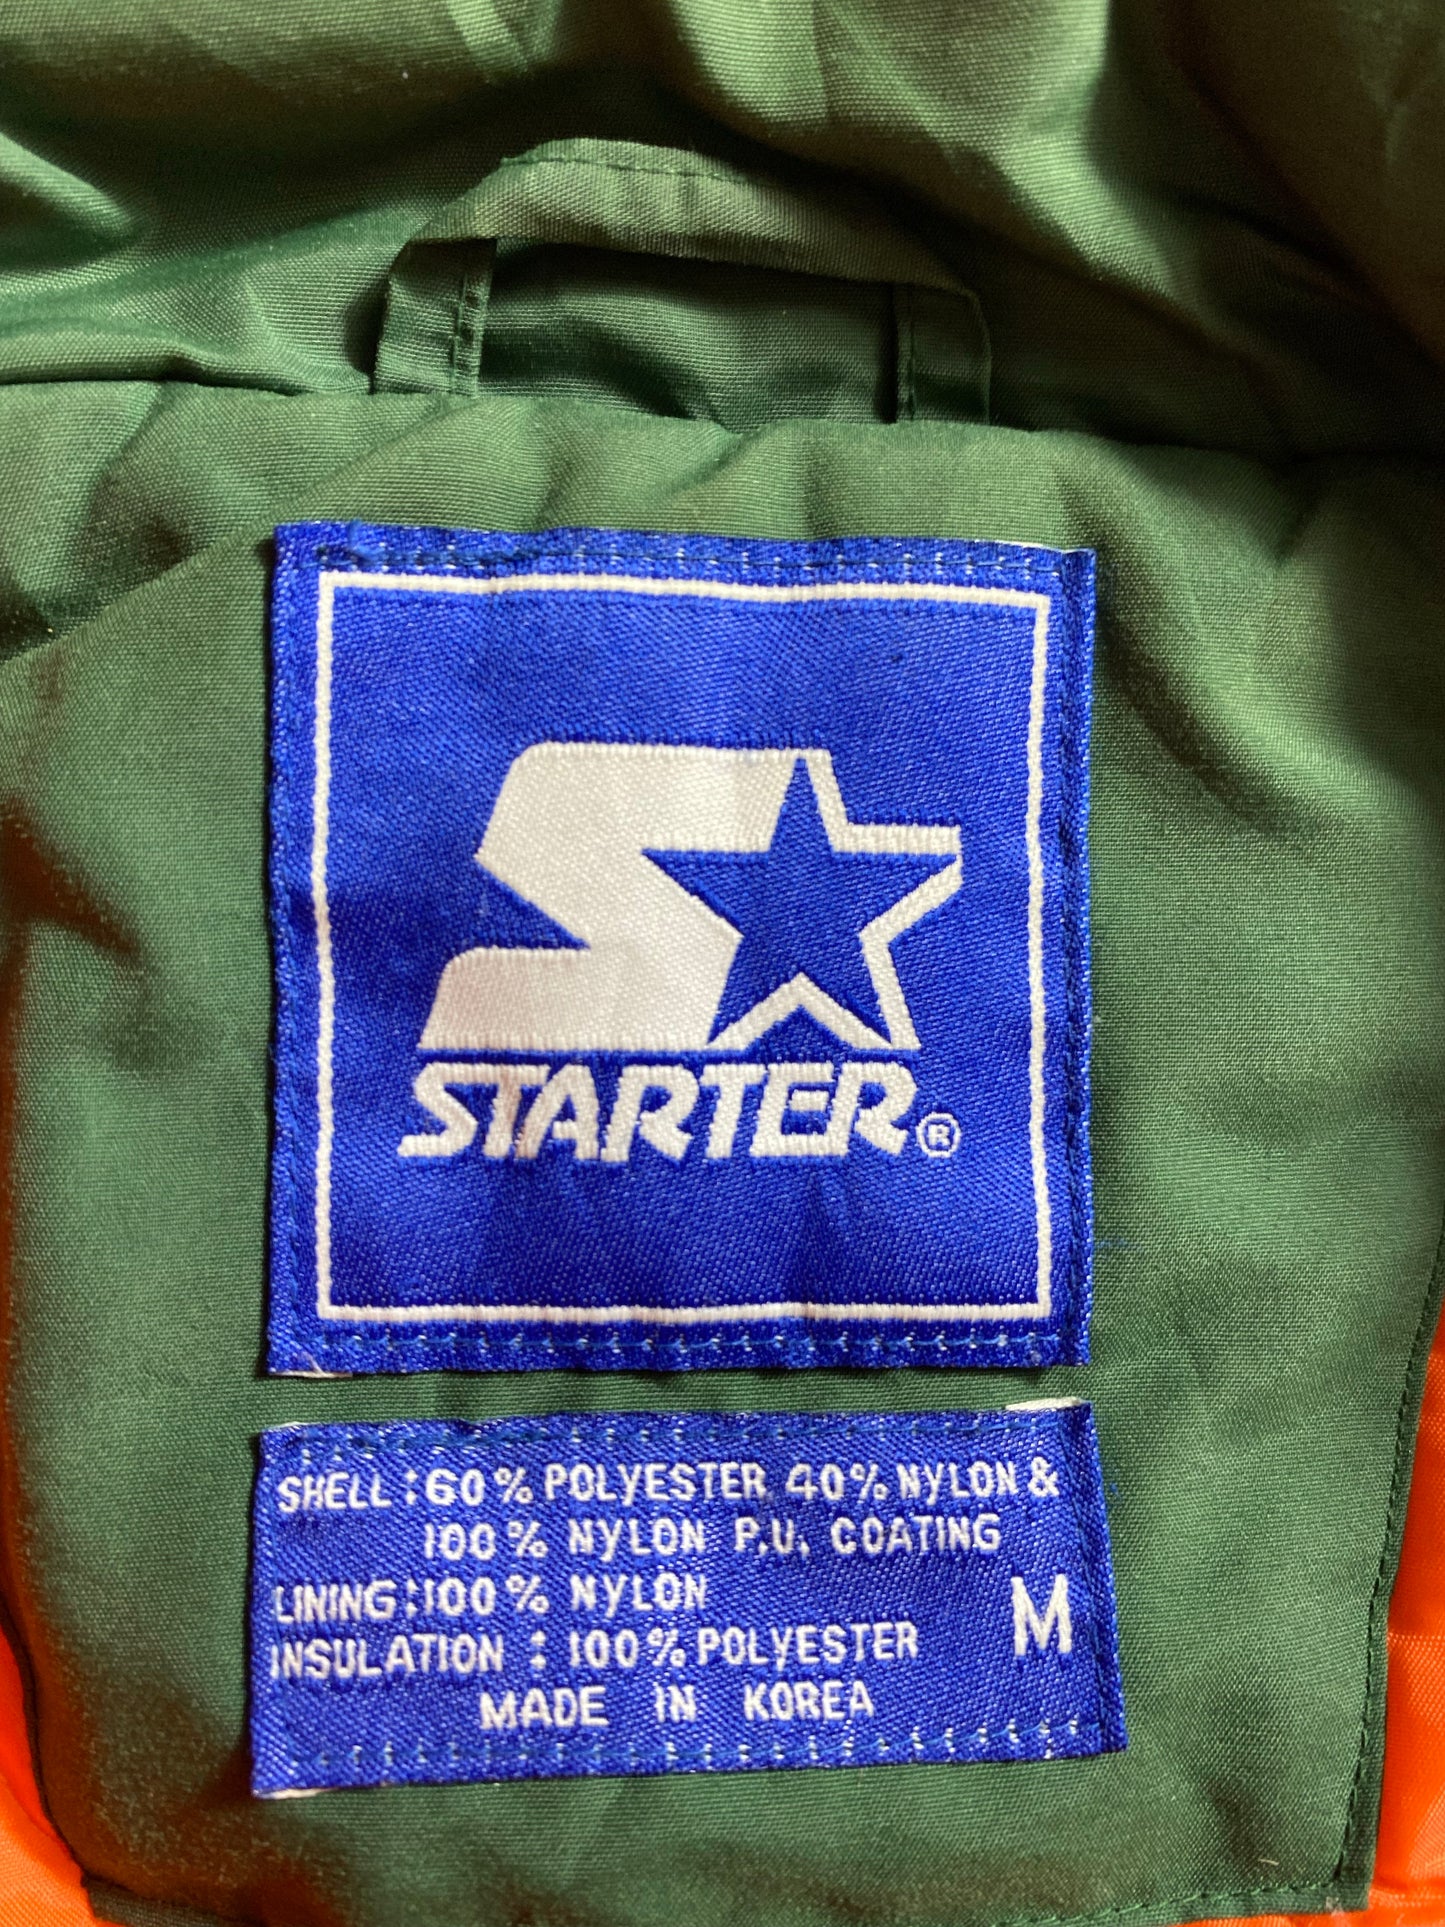 STARTER®
SHELL:60% POLYESTER 40% NYLON &
100% NYLON P.U. COATING
LINING:100% NYLON
INSULATION : 100% POLYESTER
M
MADE IN KOREA